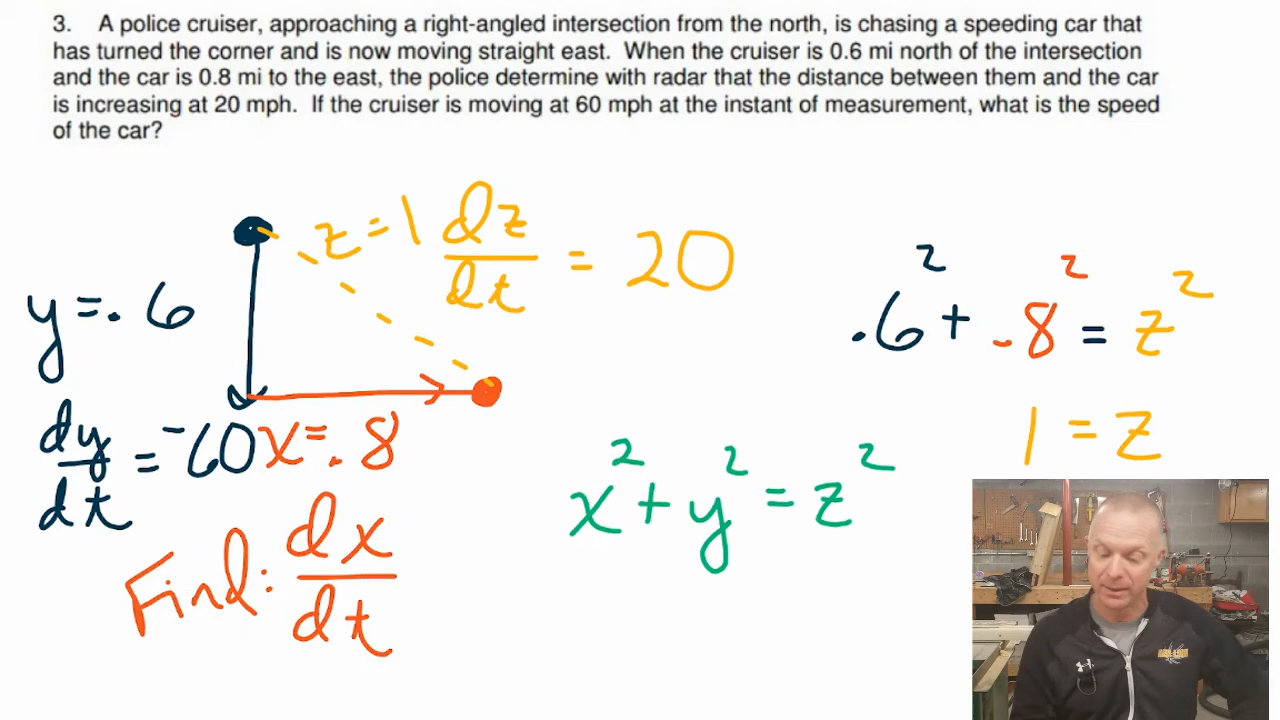 3. A police cruiser, approaching a right-angled intersection from the north, is chasing a speeding car that
has turned the corner and is now moving straight east. When the cruiser is 0.6 mi north of the intersection
and the car is 0.8 mi to the east, the police determine with radar that the distance between them and the car
is increasing at 20 mph. If the cruiser is moving at 60 mph at the instant of measurement, what is the speed
of the car?
z = 1 dz/dt = 20
y = .6
.6² + .8² = z²
dy/dt = -60
x = .8
1 = z
x² + y² = z²
Find: dx/dt